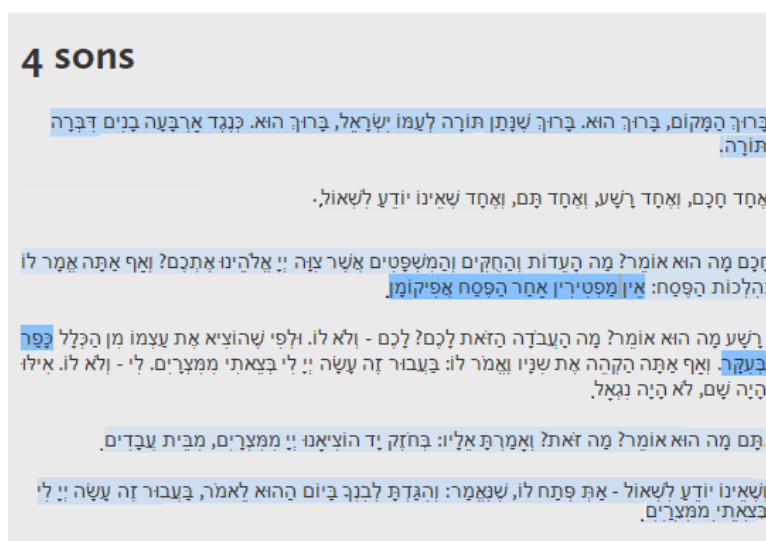 4 sons
בָּרוּךְ הַמָּקוֹם, בָּרוּךְ הוּא. בָּרוּךְ שֶׁנָּתַן תּוֹרָה לְעַמּוֹ יִשְׂרָאֵל, בָּרוּךְ הוּא. כְּנֶגֶד אַרְבָּעָה בָנִים דִּבְּרָה
תּוֹרָה.
אֶחָד חָכָם, וְאֶחָד רָשָׁע, וְאֶחָד תָּם, וְאֶחָד שֶׁאֵינוֹ יוֹדֵעַ לִשְׁאוֹל.
חָכָם מָה הוּא אוֹמֵר? מַה הָעֵדוֹת וְהַחֻקִּים וְהַמִּשְׁפָּטִים אֲשֶׁר צִוָּה יְיָ אֱלֹהֵינוּ אֶתְכֶם? וְאַף אַתָּה אֱמָר לוֹ
כְּהִלְכוֹת הַפֶּסַח: אֵין מַפְטִירִין אַחַר הַפֶּסַח אֲפִיקוֹמָן.
רָשָׁע מָה הוּא אוֹמֵר? מָה הָעֲבֹדָה הַזֹּאת לָכֶם? לָכֶם - וְלֹא לוֹ. וּלְפִי שֶׁהוֹצִיא אֶת עַצְמוֹ מִן הַכְּלָל כָּפַר
בְּעִקָּר. וְאַף אַתָּה הַקְהֵה אֶת שִׁנָּיו וֶאֱמֹר לוֹ: בַּעֲבוּר זֶה עָשָׂה יְיָ לִי בְּצֵאתִי מִמִּצְרָיִם. לִי - וְלֹא לוֹ. אִילּוּ
הָיָה שָׁם, לֹא הָיָה נִגְאָל.
תָּם מָה הוּא אוֹמֵר? מַה זֹּאת? וְאָמַרְתָּ אֵלָיו: בְּחֹזֶק יָד הוֹצִיאָנוּ יְיָ מִמִּצְרָיִם, מִבֵּית עֲבָדִים.
וְשֶׁאֵינוֹ יוֹדֵעַ לִשְׁאוֹל - אַתְּ פְּתַח לוֹ, שֶׁנֶּאֱמַר: וְהִגַּדְתָּ לְבִנְךָ בַּיוֹם הַהוּא לֵאמֹר, בַּעֲבוּר זֶה עָשָׂה יְיָ לִי
בְּצֵאתִי מִמִּצְרָיִם.